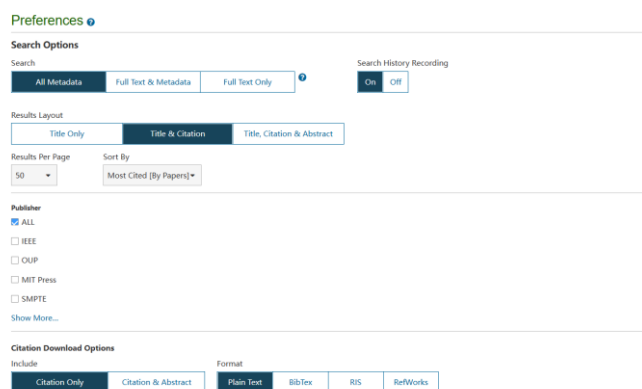 Preferences ?
Search Options
Search Search History Recording
All Metadata Full Text & Metadata Full Text Only ? On Off
Results Layout
Title Only Title & Citation Title, Citation & Abstract
Results Per Page Sort By
50 Most Cited [By Papers]
Publisher
ALL
IEEE
OUP
MIT Press
SMPTE
Show More...
Citation Download Options
Include Format
Citation Only Citation & Abstract Plain Text BibTex RIS RefWorks